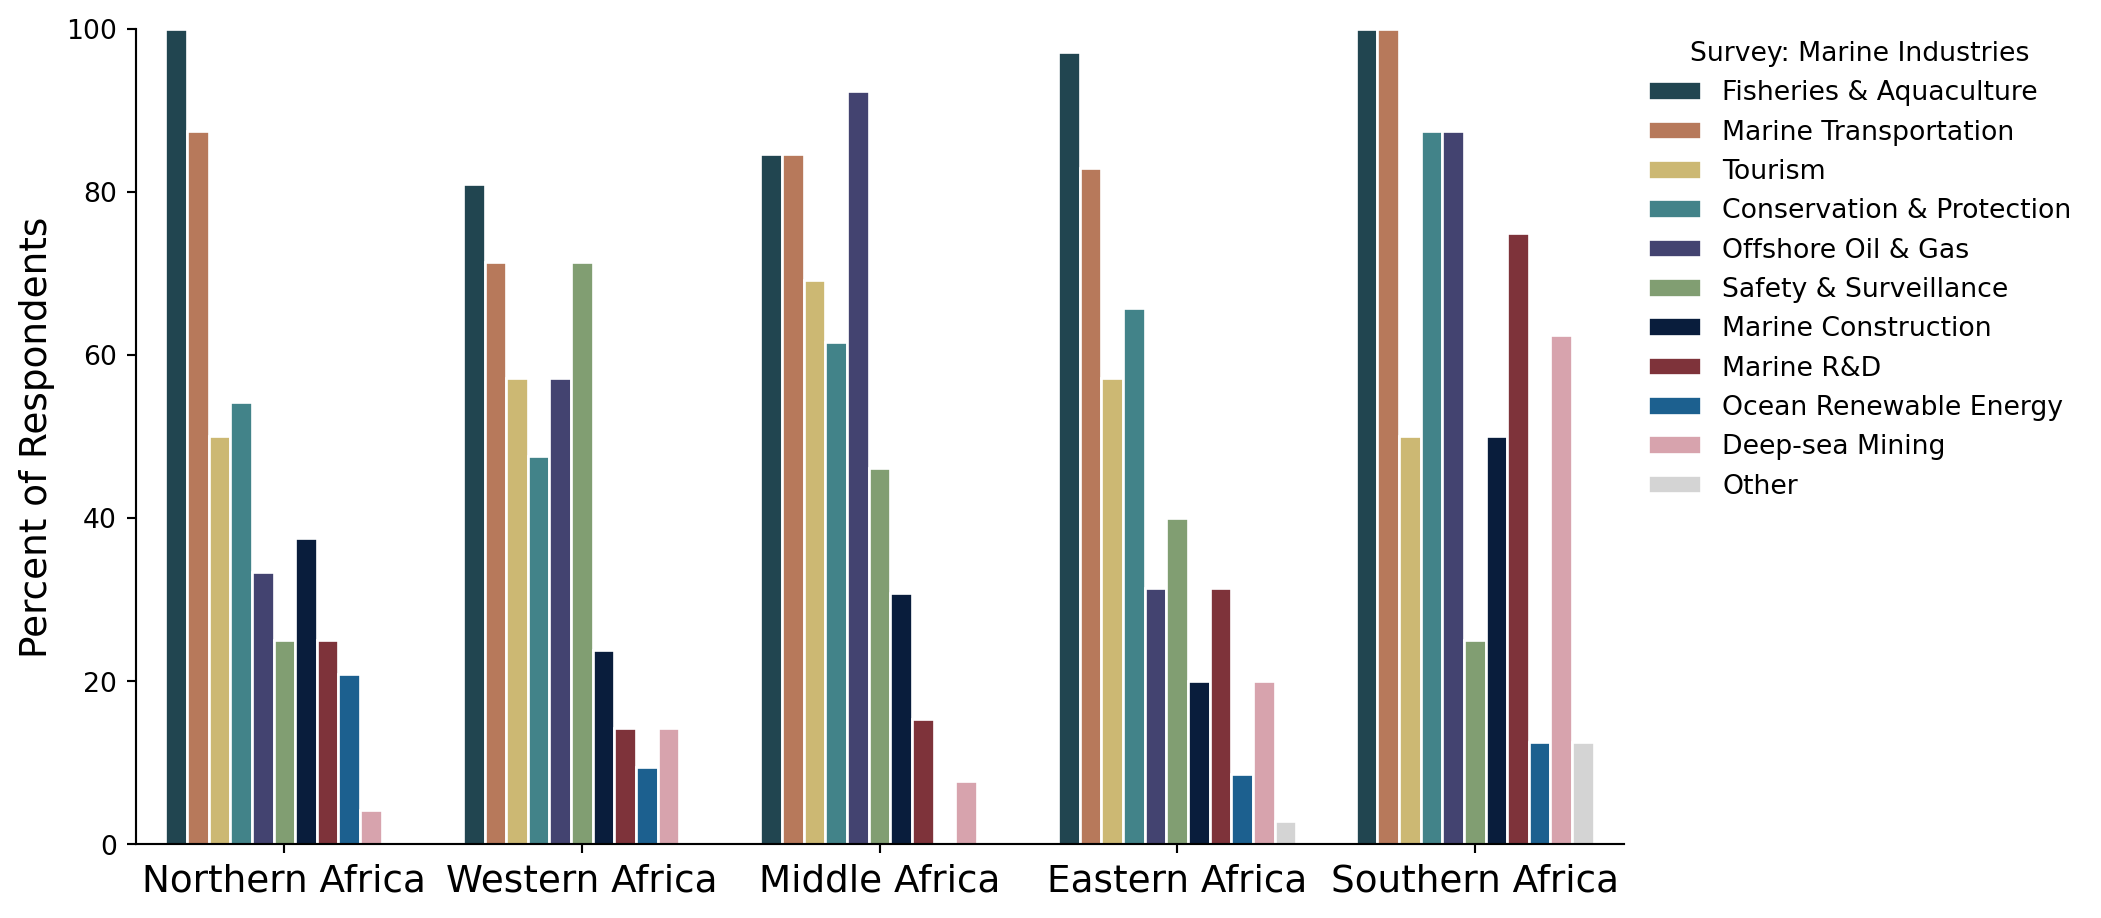 100
80
60
40
20
0
Percent of Respondents
Northern Africa
Western Africa
Middle Africa
Eastern Africa
Southern Africa
Survey: Marine Industries
Fisheries & Aquaculture
Marine Transportation
Tourism
Conservation & Protection
Offshore Oil & Gas
Safety & Surveillance
Marine Construction
Marine R&D
Ocean Renewable Energy
Deep-sea Mining
Other